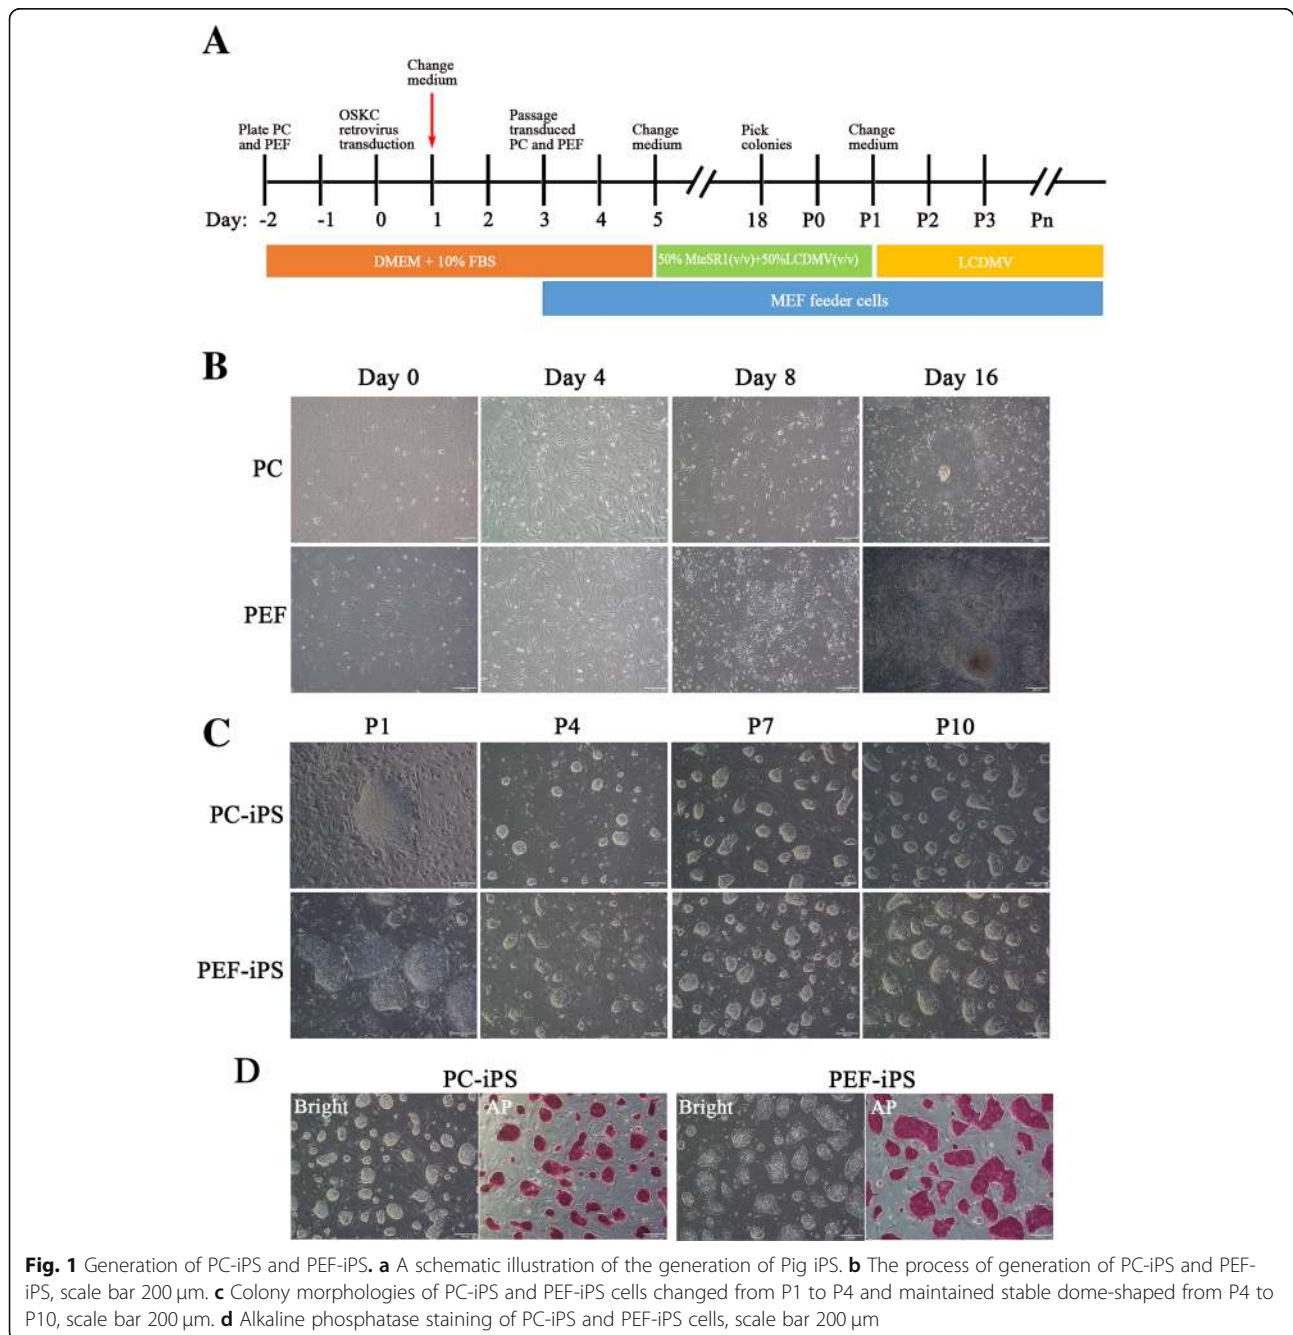 A
Change
medium
Plate PC
and PEF
OSKC
retrovirus
transduction
Passage
transduced
PC and PEF
Change
medium
Pick
colonies
Change
medium
Day: -2 -1 0 1 2 3 4 5 18 P0 P1 P2 P3 Pn
DMEM + 10% FBS
50% MteSR1(v/v)+50%LCDMV(v/v)
LCDMV
MEF feeder cells
B
Day 0 Day 4 Day 8 Day 16
PC
PEF
C
P1 P4 P7 P10
PC-iPS
PEF-iPS
D
PC-iPS PEF-iPS
Bright AP Bright AP
Fig. 1 Generation of PC-iPS and PEF-iPS. a A schematic illustration of the generation of Pig iPS. b The process of generation of PC-iPS and PEF-
iPS, scale bar 200 μm. c Colony morphologies of PC-iPS and PEF-iPS cells changed from P1 to P4 and maintained stable dome-shaped from P4 to
P10, scale bar 200 μm. d Alkaline phosphatase staining of PC-iPS and PEF-iPS cells, scale bar 200 μm